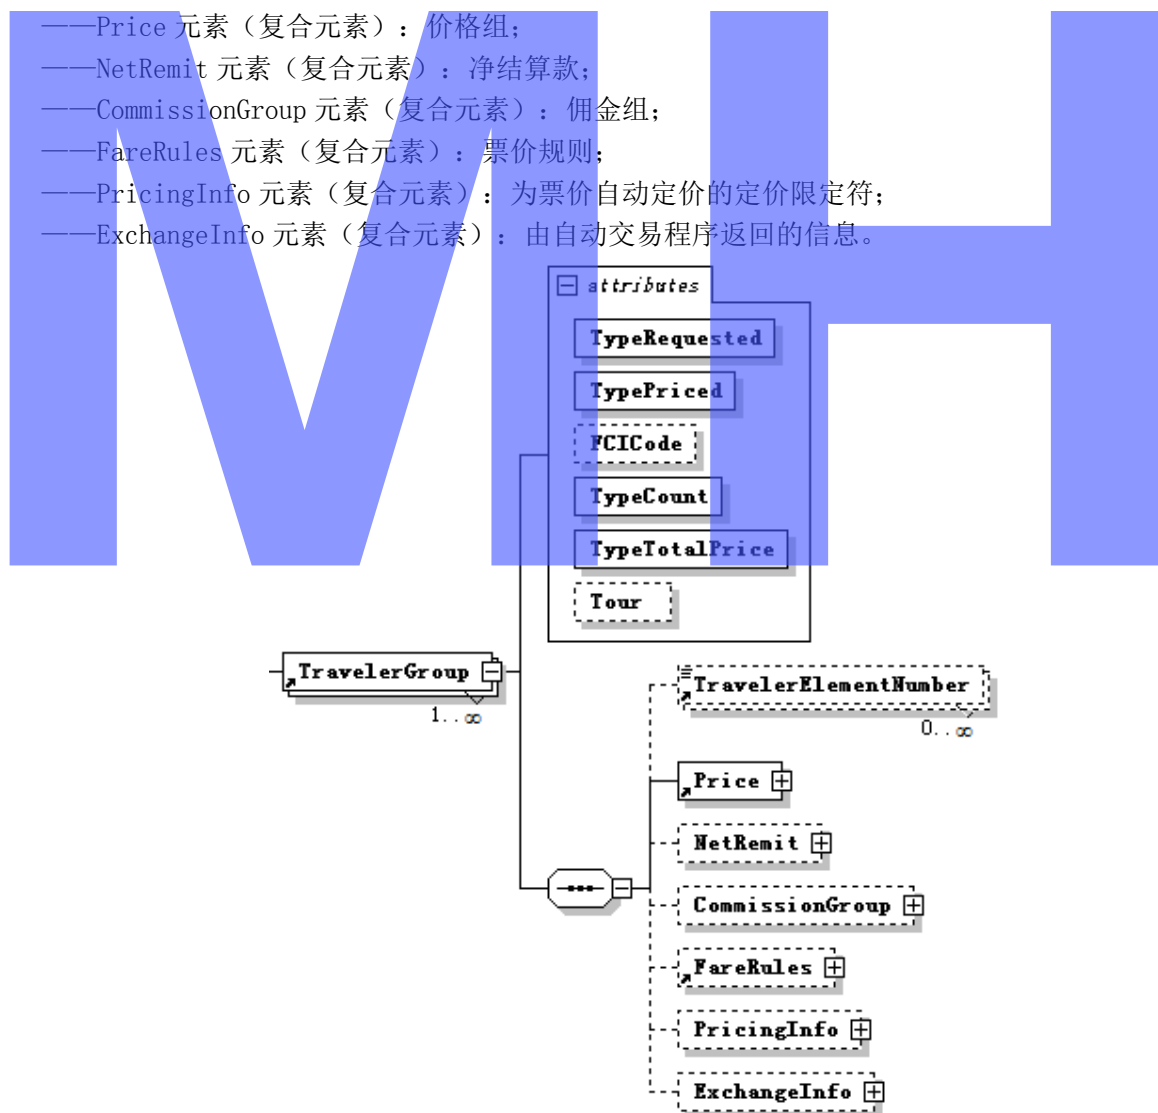 ——Price 元素（复合元素）：价格组；
——NetRemit 元素（复合元素）：净结算款；
——CommissionGroup 元素（复合元素）：佣金组；
——FareRules 元素（复合元素）：票价规则；
——PricingInfo 元素（复合元素）：为票价自动定价的定价限定符；
——ExchangeInfo 元素（复合元素）：由自动交易程序返回的信息。
attributes
TypeRequested
TypePriced
FCICode
TypeCount
TypeTotalPrice
Tour
TravelerGroup
1..∞
TravelerElementNumber
0..∞
Price
NetRemit
CommissionGroup
FareRules
PricingInfo
ExchangeInfo
MH